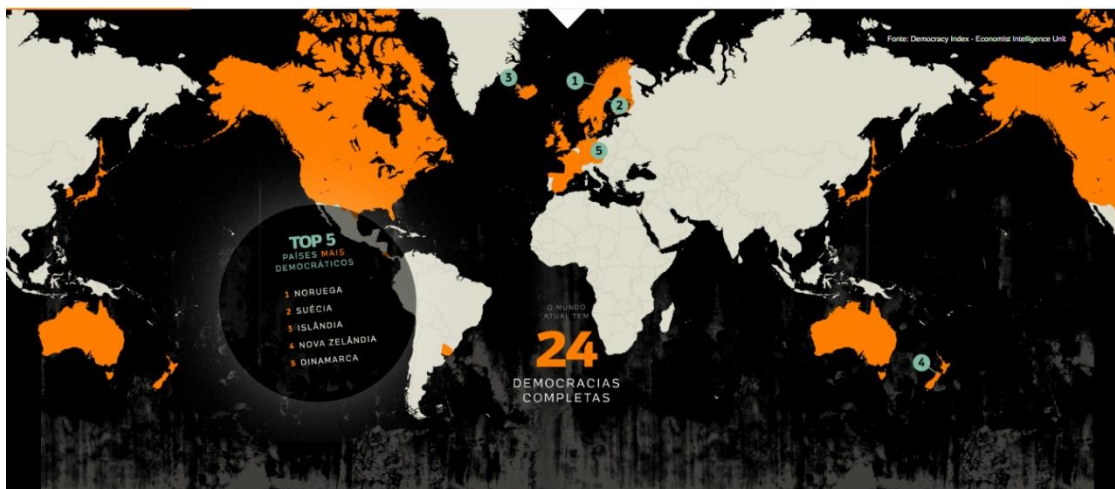 Fonte: Democracy Index - Economist Intelligence Unit
3
1
2
5
TOP 5
PAÍSES MAIS
DEMOCRÁTICOS
1 NORUEGA
2 SUÉCIA
3 ISLÂNDIA
4 NOVA ZELÂNDIA
5 DINAMARCA
O MUNDO
ATUAL TEM
24
DEMOCRACIAS
COMPLETAS
4